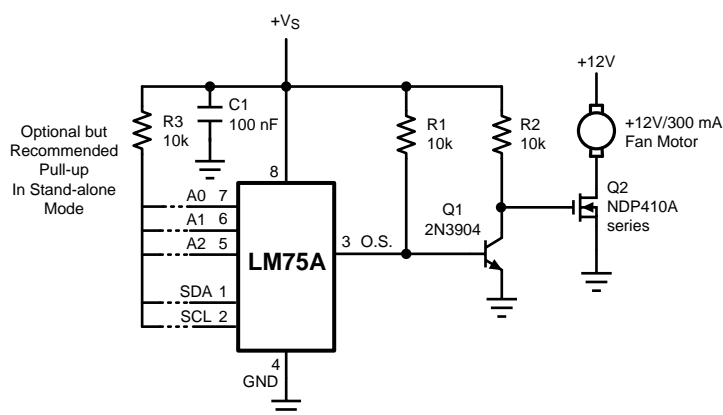 +VS
+12V
C1
100 nF
R3
10k
R1
10k
R2
10k
+12V/300 mA
Fan Motor
Optional but
Recommended
Pull-up
In Stand-alone
Mode
8
A0 7
A1 6
A2 5
SDA 1
SCL 2
LM75A
3 O.S.
Q1
2N3904
Q2
NDP410A
series
4
GND